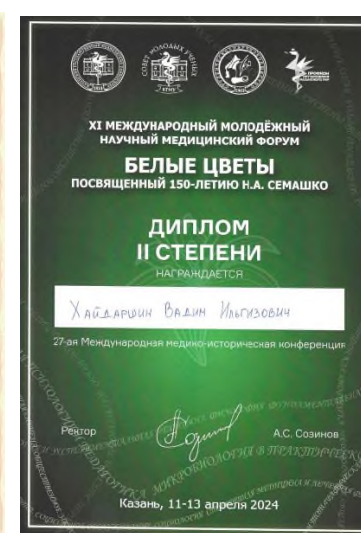 XI МЕЖДУНАРОДНЫЙ МОЛОДЁЖНЫЙ
НАУЧНЫЙ МЕДИЦИНСКИЙ ФОРУМ
БЕЛЫЕ ЦВЕТЫ
ПОСВЯЩЕННЫЙ 150-ЛЕТИЮ Н.А. СЕМАШКО
ДИПЛОМ
II СТЕПЕНИ
НАГРАЖДАЕТСЯ
Хайдаршин Вадим Ильгизович
27-ая Международная медико-историческая конференция
Ректор
А.С. Созинов
Казань, 11-13 апреля 2024